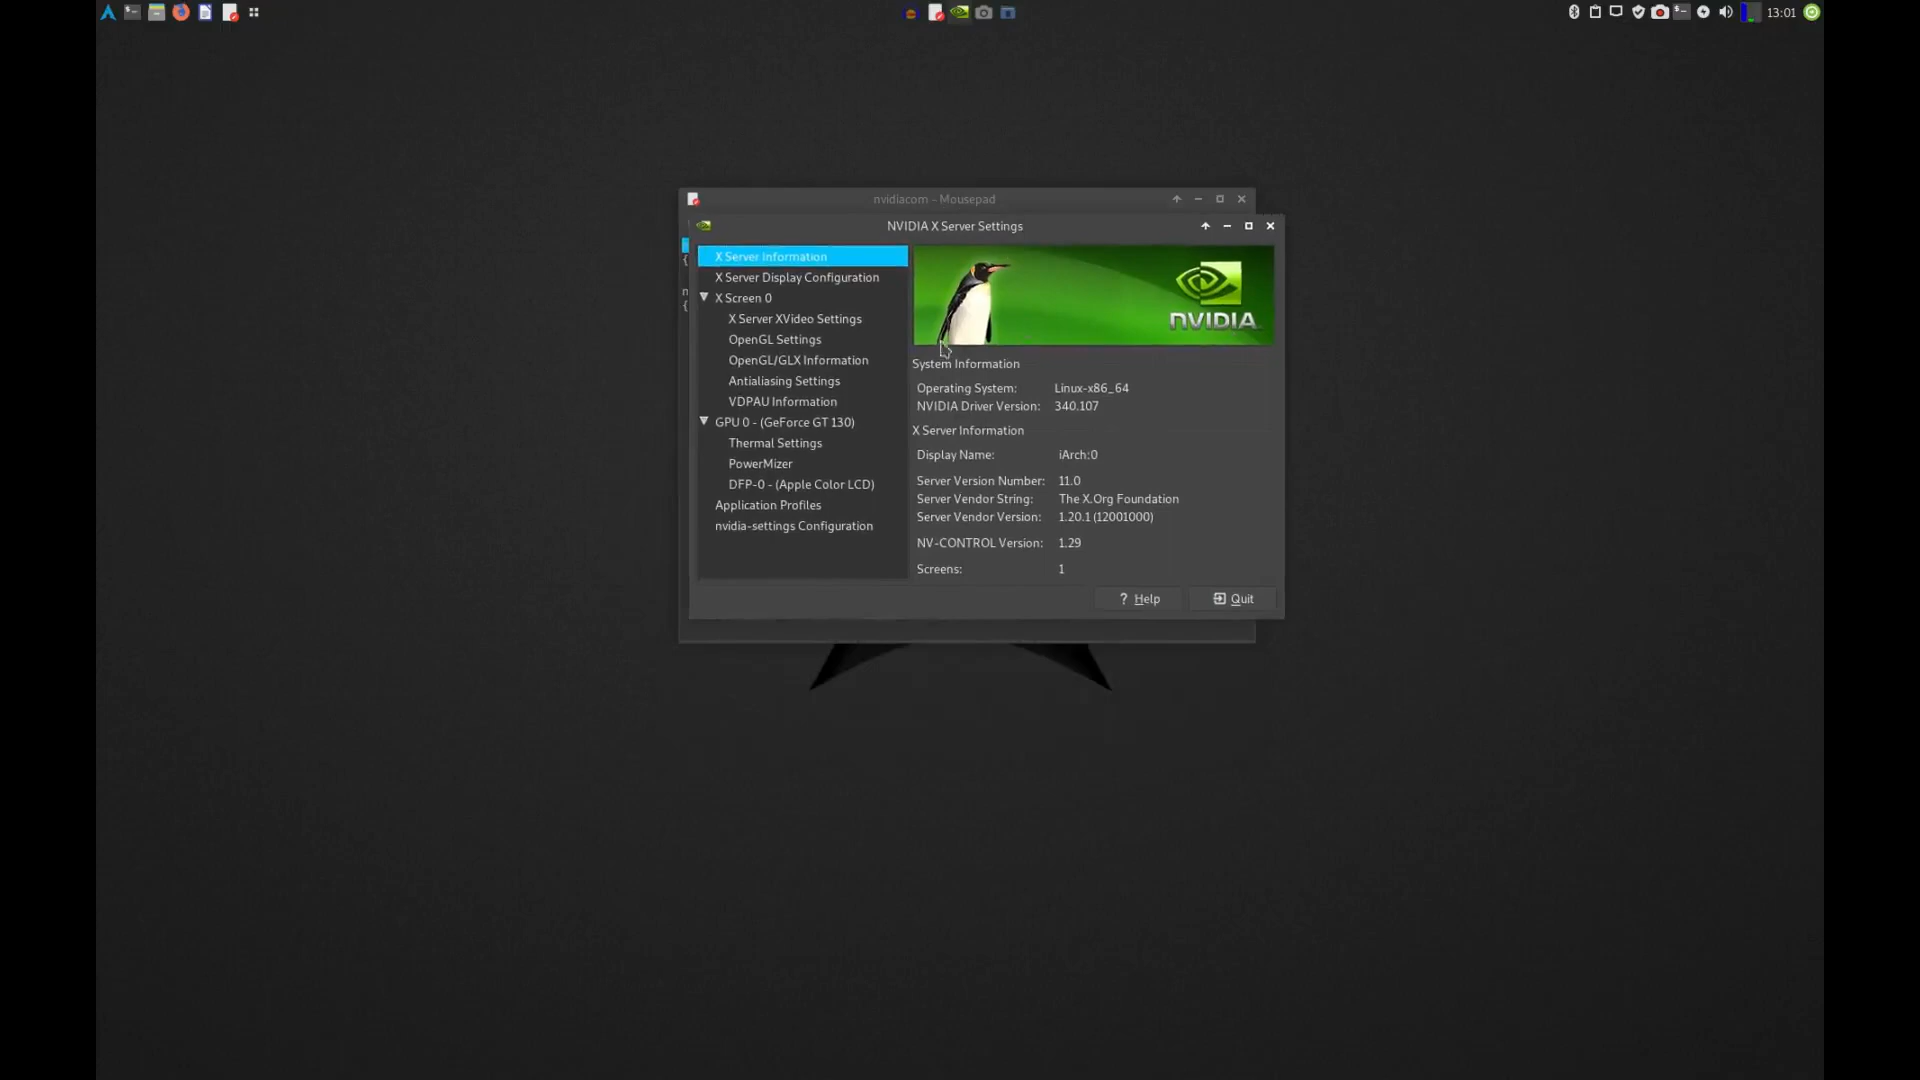 13:01
nvidiacom - Mousepad
NVIDIA X Server Settings
X Server Information
X Server Display Configuration
X Screen 0
X Server XVideo Settings
OpenGL Settings
OpenGL/GLX Information
Antialiasing Settings
VDPAU Information
GPU 0 - (GeForce GT 130)
Thermal Settings
PowerMizer
DFP-0 - (Apple Color LCD)
Application Profiles
nvidia-settings Configuration
NVIDIA
System Information
Operating System: Linux-x86_64
NVIDIA Driver Version: 340.107
X Server Information
Display Name: iArch:0
Server Version Number: 11.0
Server Vendor String: The X.Org Foundation
Server Vendor Version: 1.20.1 (12001000)
NV-CONTROL Version: 1.29
Screens: 1
? Help
Quit